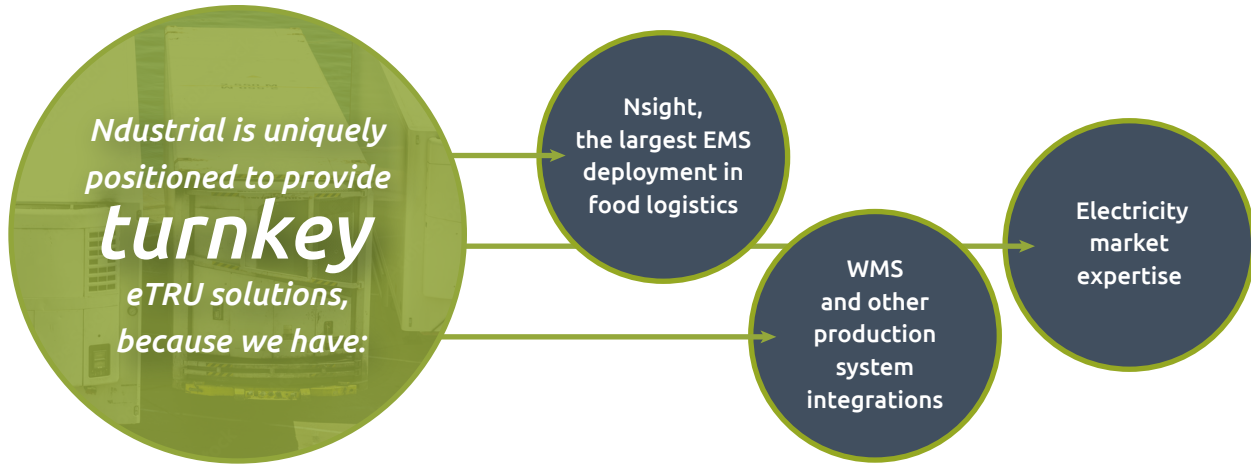 Ndustrial is uniquely
positioned to provide
turnkey
eTRU solutions,
because we have:
Nsight,
the largest EMS
deployment in
food logistics
WMS
and other
production
system
integrations
Electricity
market
expertise